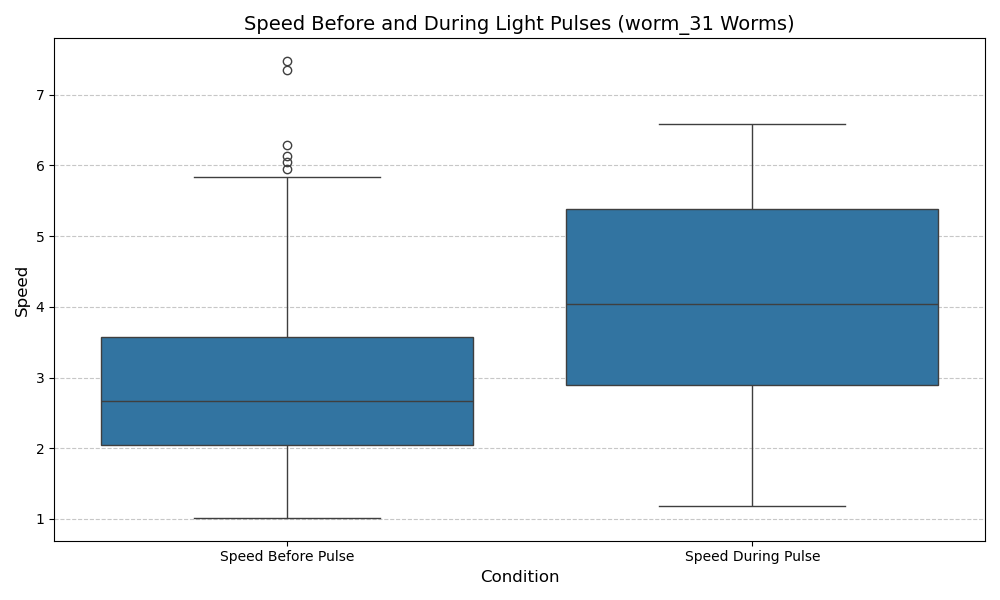 Speed Before and During Light Pulses (worm_31 Worms)
7
6
5
4
3
2
1
Speed
Speed Before Pulse
Speed During Pulse
Condition